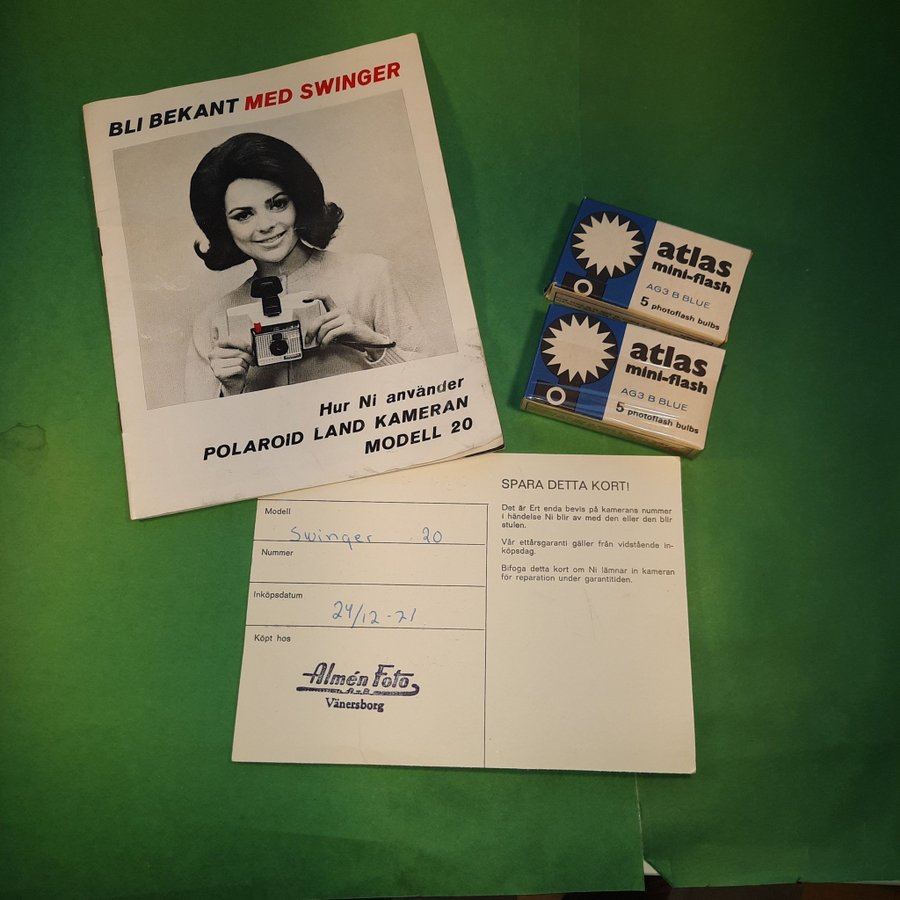 BLI BEKANT MED SWINGER
Hur Ni använder
POLAROID LAND KAMERAN
MODELL 20
atlas
mini-flash
AG3 B BLUE
5 photoflash bulbs
atlas
mini-flash
AG3 B BLUE
5 photoflash bulbs
Modell
Swinger 20
Nummer
Inköpsdatum
24/12-71
Köpt hos
Almén Foto
Vänersborg
SPARA DETTA KORT!
Det är Ert enda bevis på kamerans nummer
i händelse Ni blir av med den eller den blir
stulen.
Vår ettårsgaranti gäller från vidstående in-
köpsdag.
Bifoga detta kort om Ni lämnar in kameran
för reparation under garantitiden.